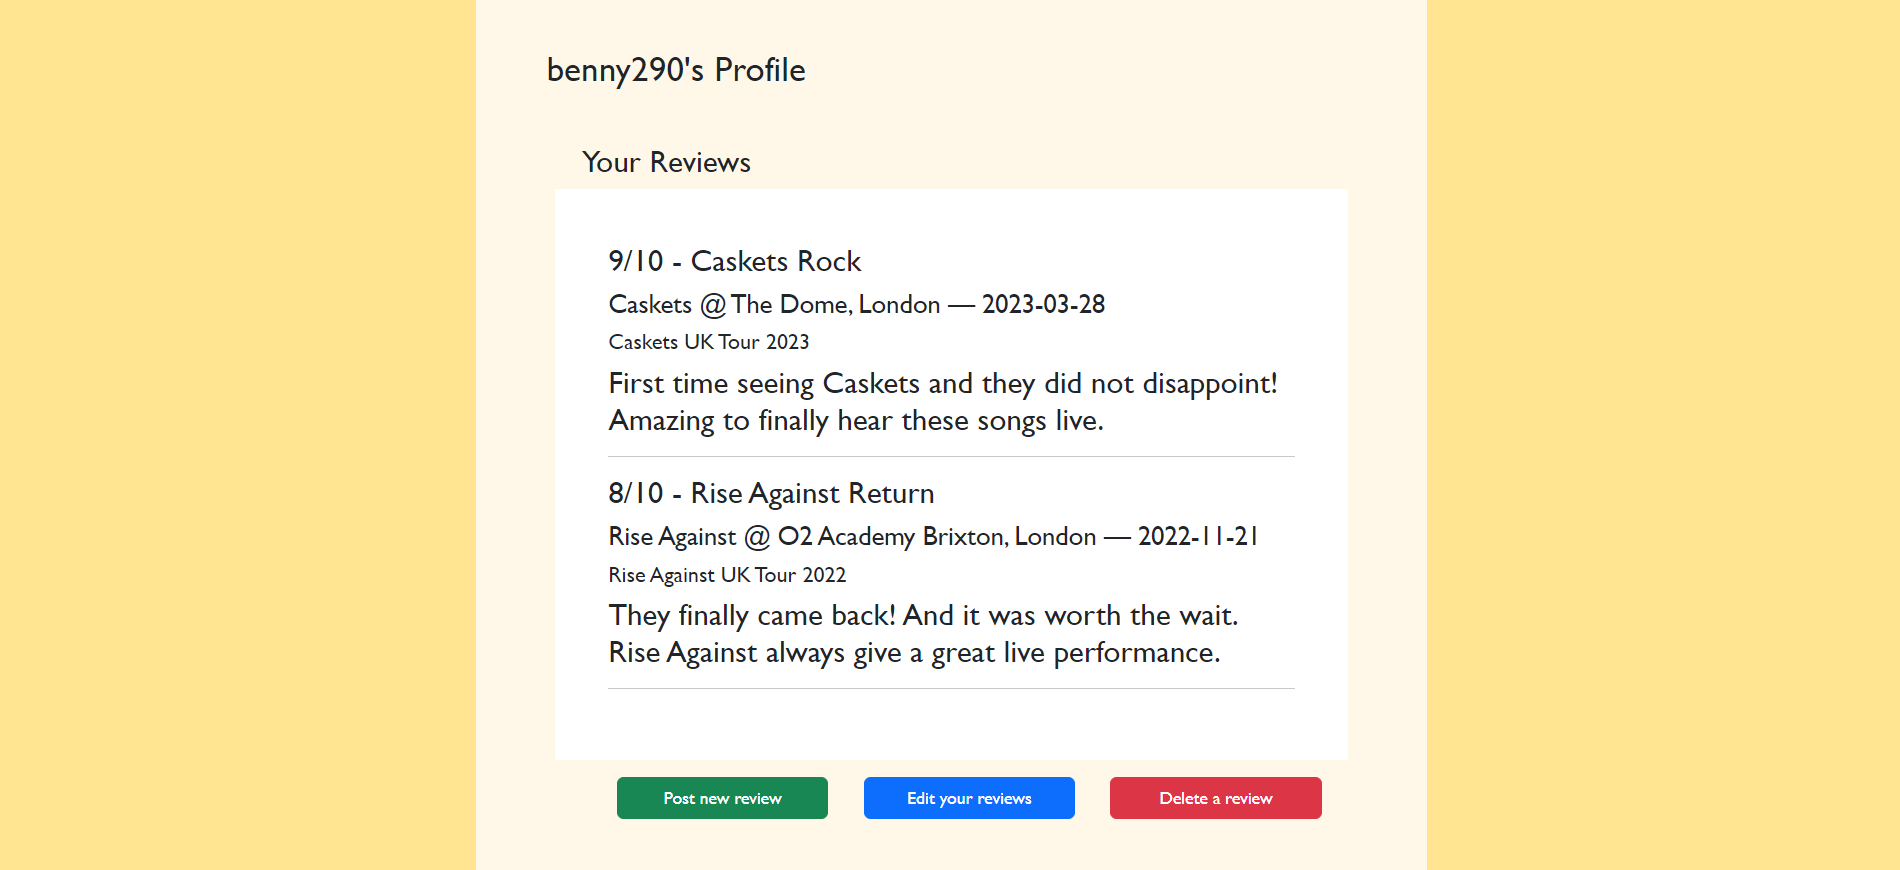 benny290's Profile
Your Reviews
9/10 - Caskets Rock
Caskets @ The Dome, London — 2023-03-28
Caskets UK Tour 2023
First time seeing Caskets and they did not disappoint!
Amazing to finally hear these songs live.
8/10 - Rise Against Return
Rise Against @ O2 Academy Brixton, London — 2022-11-21
Rise Against UK Tour 2022
They finally came back! And it was worth the wait.
Rise Against always give a great live performance.
Post new review
Edit your reviews
Delete a review